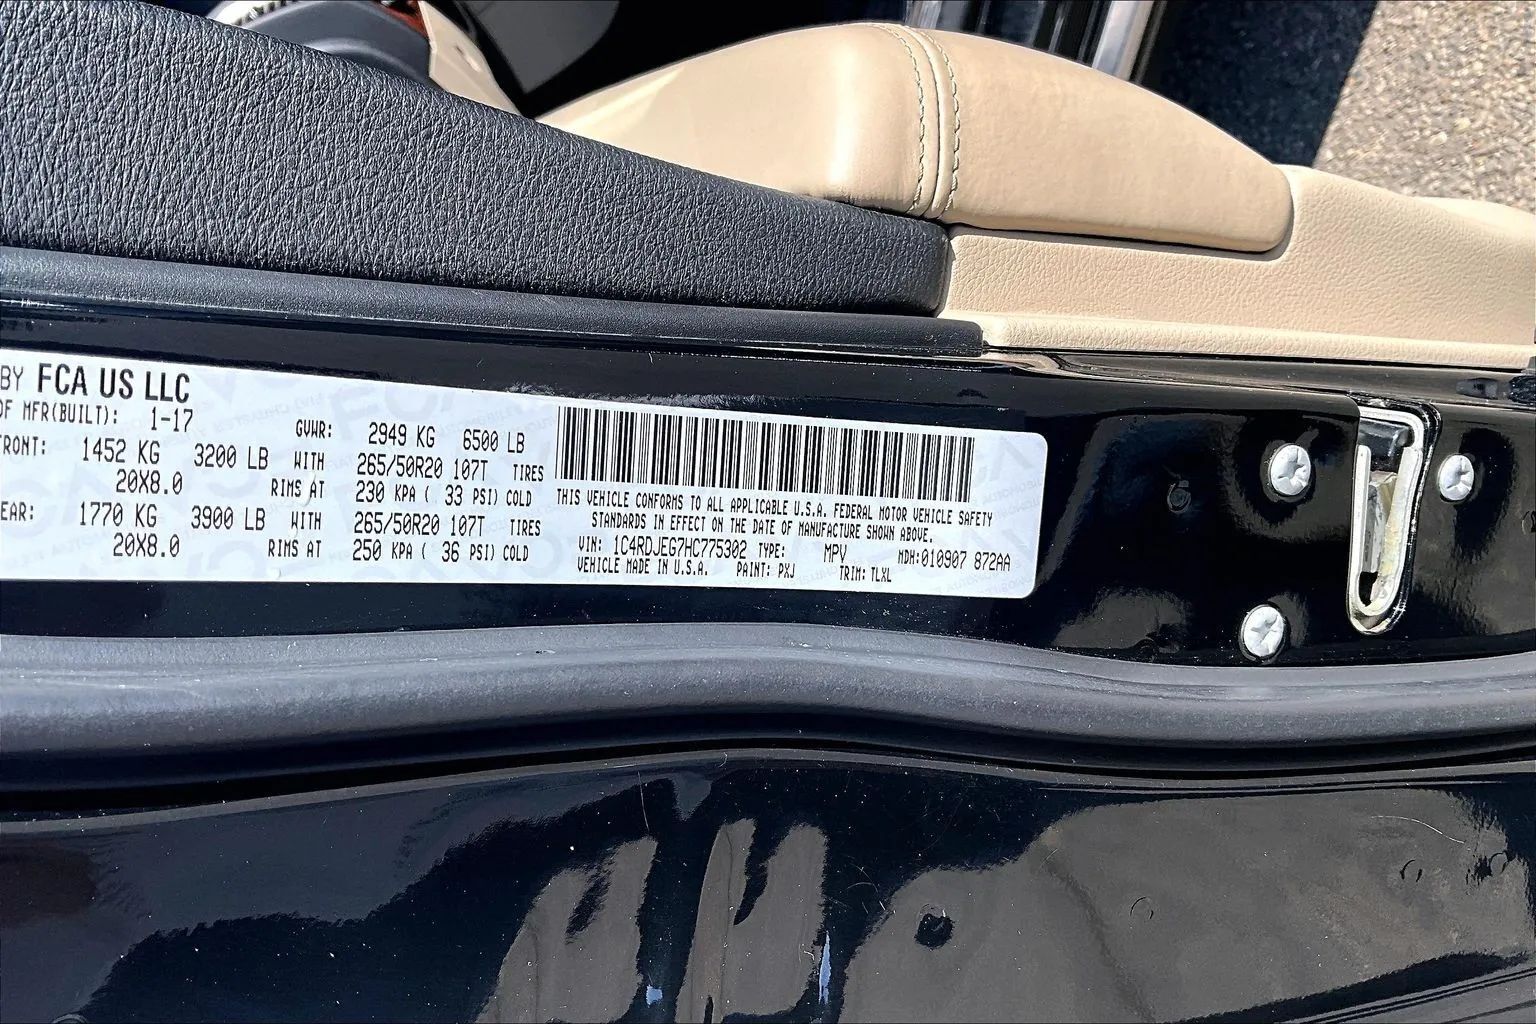 BY FCA US LLC
OF MFR(BUILT): 1-17
GVWR: 2949 KG 6500 LB
RONT: 1452 KG 3200 LB WITH 265/50R20 107T TIRES
20X8.0 RIMS AT 230 KPA ( 33 PSI) COLD
EAR: 1770 KG 3900 LB WITH 265/50R20 107T TIRES
20X8.0 RIMS AT 250 KPA ( 36 PSI) COLD
THIS VEHICLE CONFORMS TO ALL APPLICABLE U.S.A. FEDERAL MOTOR VEHICLE SAFETY
STANDARDS IN EFFECT ON THE DATE OF MANUFACTURE SHOWN ABOVE.
VIN: 1C4RDJEG7HC775302 TYPE: MPV MDH:010907 872AA
VEHICLE MADE IN U.S.A. PAINT: PXJ TRIM: TLXL